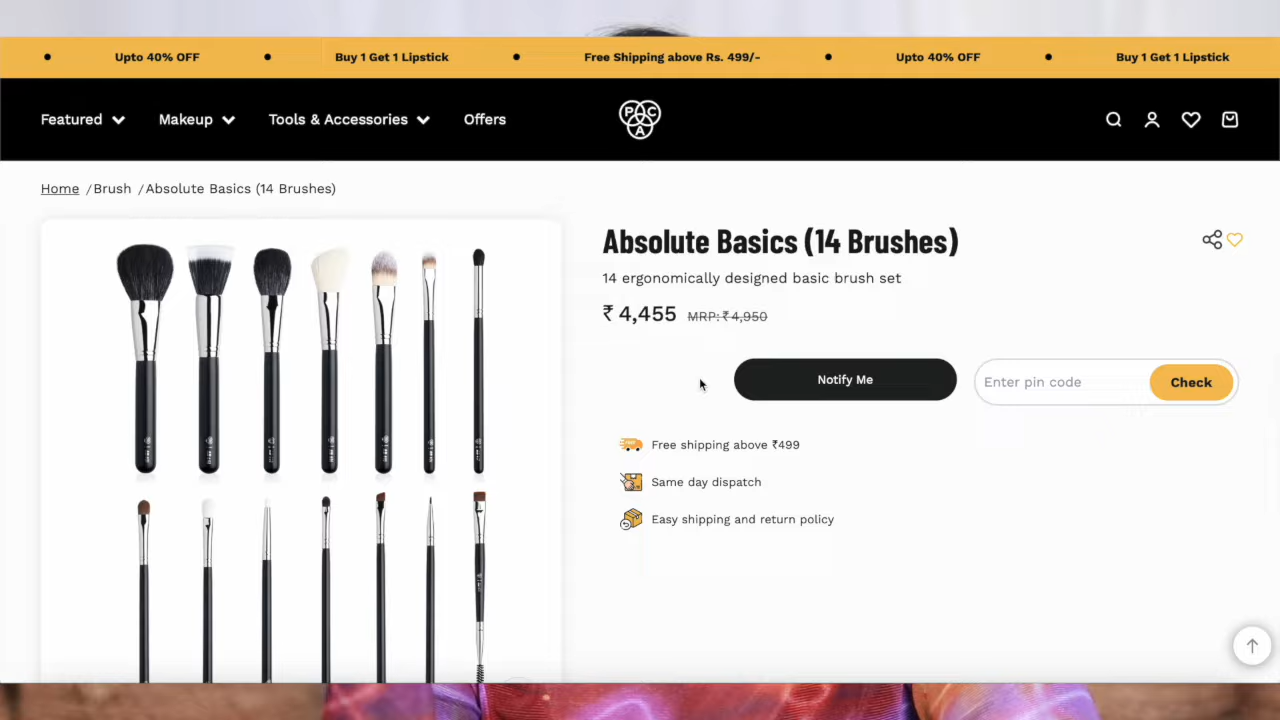 Upto 40% OFF Buy 1 Get 1 Lipstick Free Shipping above Rs. 499/- Upto 40% OFF Buy 1 Get 1 Lipstick
Featured Makeup Tools & Accessories Offers
PAC
Home /Brush /Absolute Basics (14 Brushes)
Absolute Basics (14 Brushes)
14 ergonomically designed basic brush set
₹ 4,455 MRP: ₹ 4,950
Notify Me
Enter pin code
Check
Free shipping above ₹499
Same day dispatch
Easy shipping and return policy